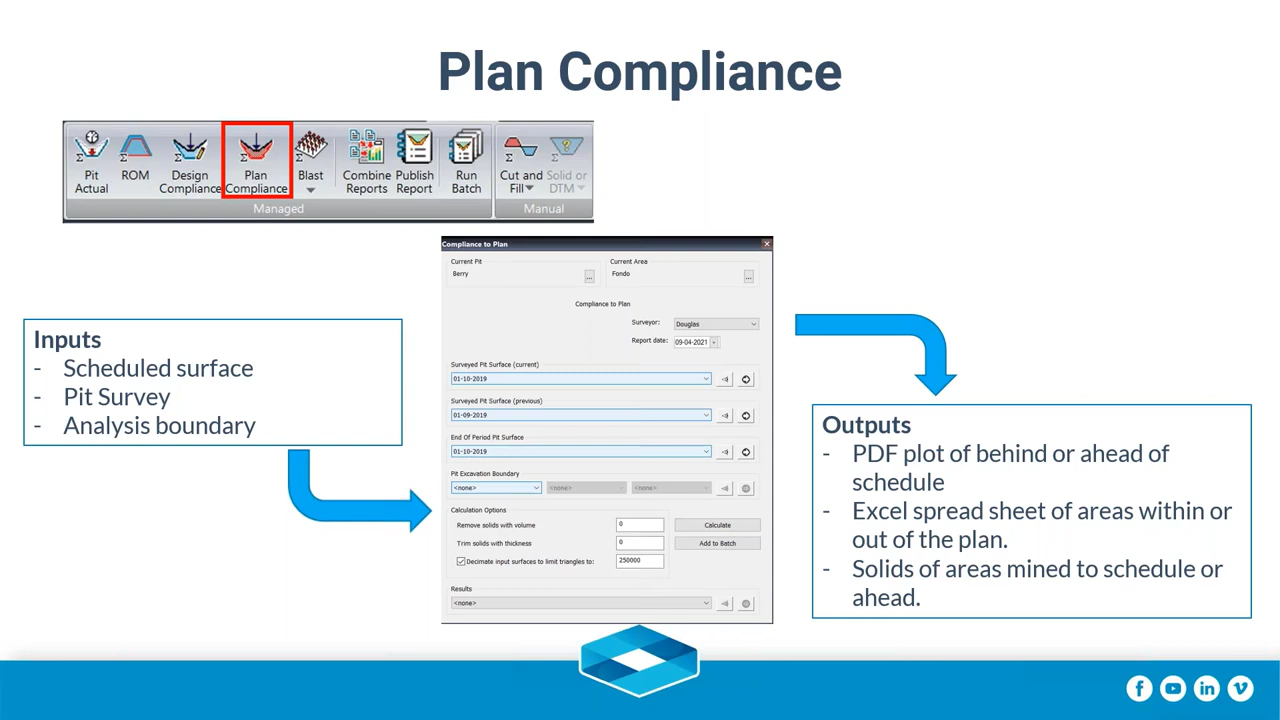 Plan Compliance
Pit Actual
ROM
Design Compliance
Plan Compliance
Blast
Combine Reports
Publish Report
Run Batch
Cut and Fill
Solid or DTM
Managed
Manual
Compliance to Plan
Current Pit
Berry
...
Current Area
Fondo
...
Compliance to Plan
Surveyor:
Douglas
Report date:
09-04-2021
Surveyed Pit Surface (current)
01-10-2019
Surveyed Pit Surface (previous)
01-09-2019
End Of Period Pit Surface
01-10-2019
Pit Excavation Boundary
<none>
<none>
<none>
Calculation Options
Remove solids with volume
0
Calculate
Trim solids with thickness
0
Add to Batch
Decimate input surfaces to limit triangles to:
250000
Results
<none>
Inputs
- Scheduled surface
- Pit Survey
- Analysis boundary
Outputs
- PDF plot of behind or ahead of
schedule
- Excel spread sheet of areas within or
out of the plan.
- Solids of areas mined to schedule or
ahead.